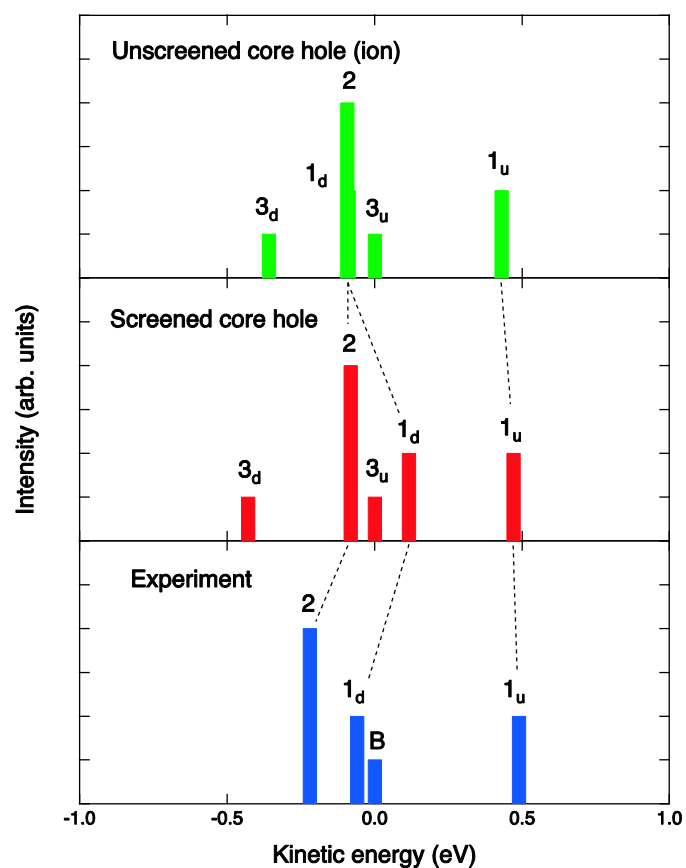 Unscreened core hole (ion)
2
1d
1u
3d
3u
Screened core hole
2
1d
1u
3d
3u
Intensity (arb. units)
Experiment
2
1d
1u
B
-1.0
-0.5
0.0
0.5
1.0
Kinetic energy (eV)